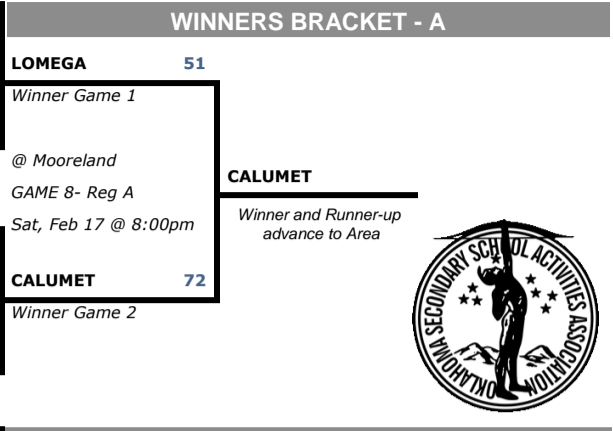 WINNERS BRACKET - A
LOMEGA 51
Winner Game 1
@ Mooreland
GAME 8- Reg A
Sat, Feb 17 @ 8:00pm
CALUMET
Winner and Runner-up
advance to Area
CALUMET 72
Winner Game 2
OKLAHOMA SECONDARY SCHOOL ACTIVITIES ASSOCIATION
UNION